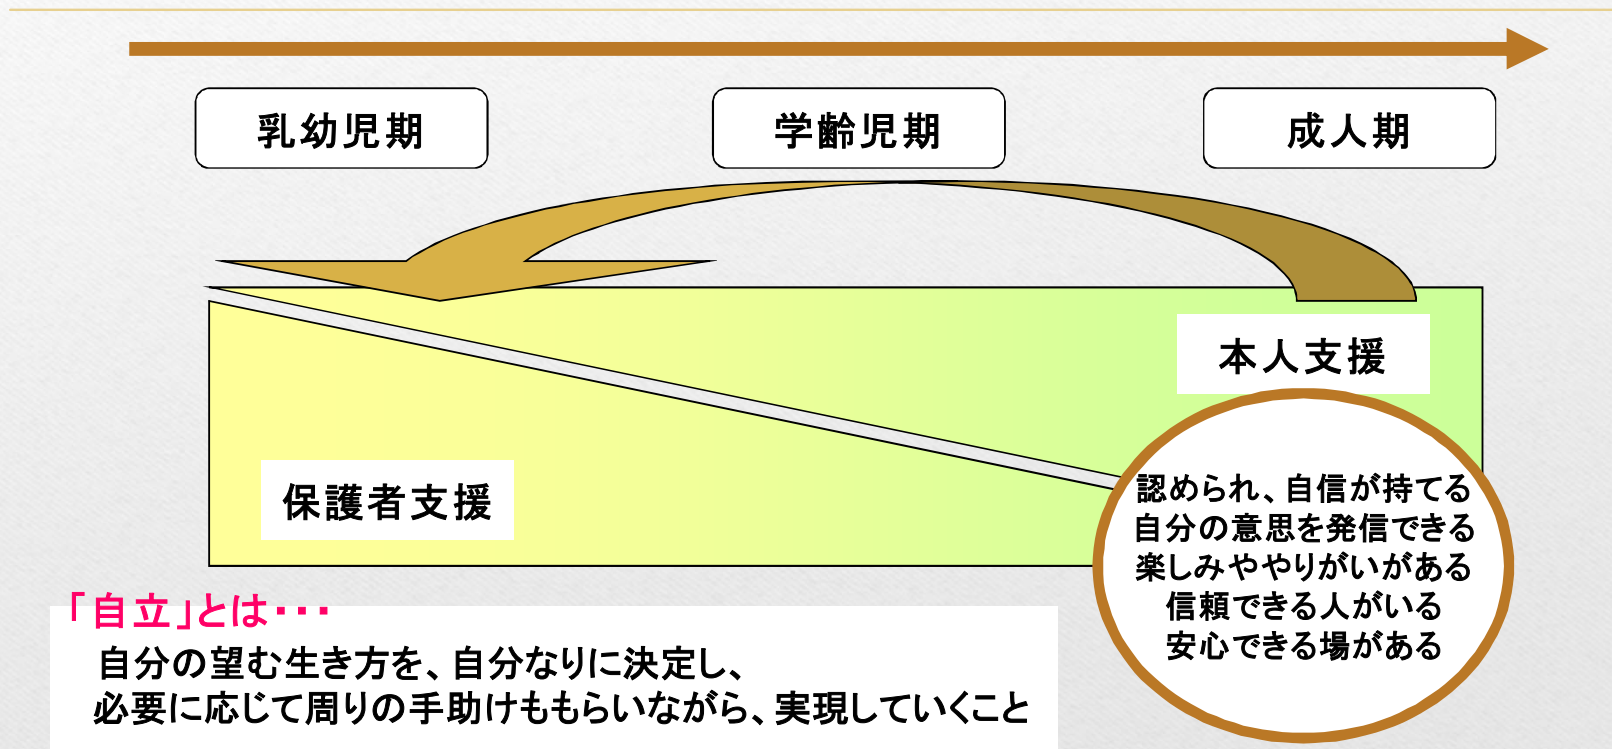 乳幼児期
学齢児期
成人期
本人支援
保護者支援
認められ、自信が持てる
自分の意思を発信できる
楽しみややりがいがある
信頼できる人がいる
安心できる場がある
「自立」とは・・・
自分の望む生き方を、自分なりに決定し、
必要に応じて周りの手助けももらいながら、実現していくこと